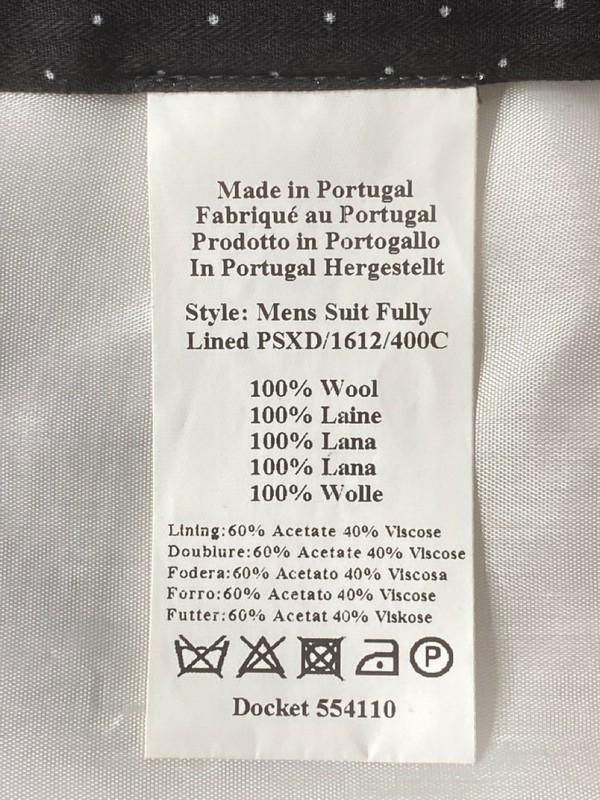 Made in Portugal
Fabriqué au Portugal
Prodotto in Portogallo
In Portugal Hergestellt
Style: Mens Suit Fully
Lined PSXD/1612/400C
100% Wool
100% Laine
100% Lana
100% Lana
100% Wolle
Lining:60% Acetate 40% Viscose
Doublure:60% Acetate 40% Viscose
Fodera:60% Acetato 40% Viscosa
Forro:60% Acetato 40% Viscose
Futter:60% Acetat 40% Viskose
P
Docket 554110